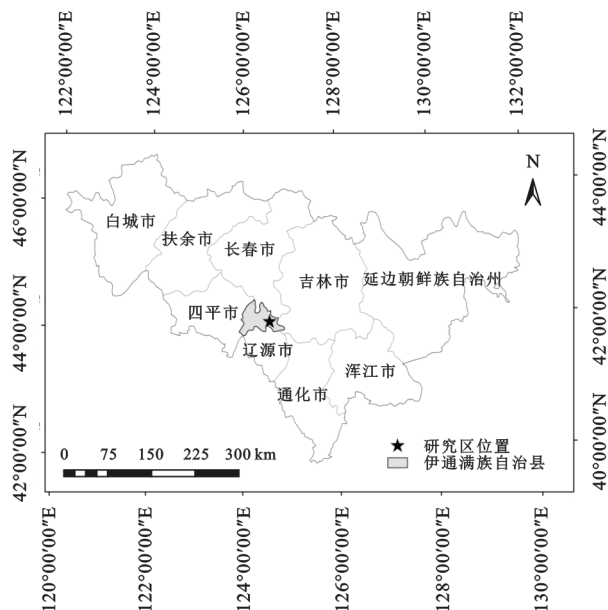 122°00′00″E
124°00′00″E
126°00′00″E
128°00′00″E
130°00′00″E
132°00′00″E
46°00′00″N
44°00′00″N
42°00′00″N
44°00′00″N
42°00′00″N
40°00′00″N
N
白城市
扶余市
长春市
吉林市
延边朝鲜族自治州
四平市
辽源市
浑江市
通化市
0 75 150 225 300 km
研究区位置
伊通满族自治县
120°00′00″E
122°00′00″E
124°00′00″E
126°00′00″E
128°00′00″E
130°00′00″E